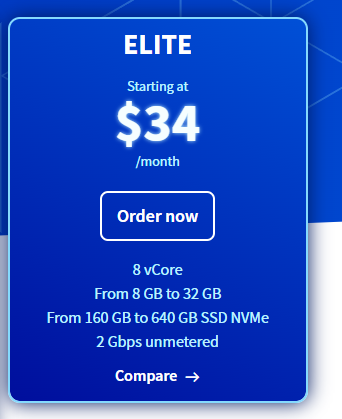 ELITE
Starting at
$34
/month
Order now
8 vCore
From 8 GB to 32 GB
From 160 GB to 640 GB SSD NVMe
2 Gbps unmetered
Compare →